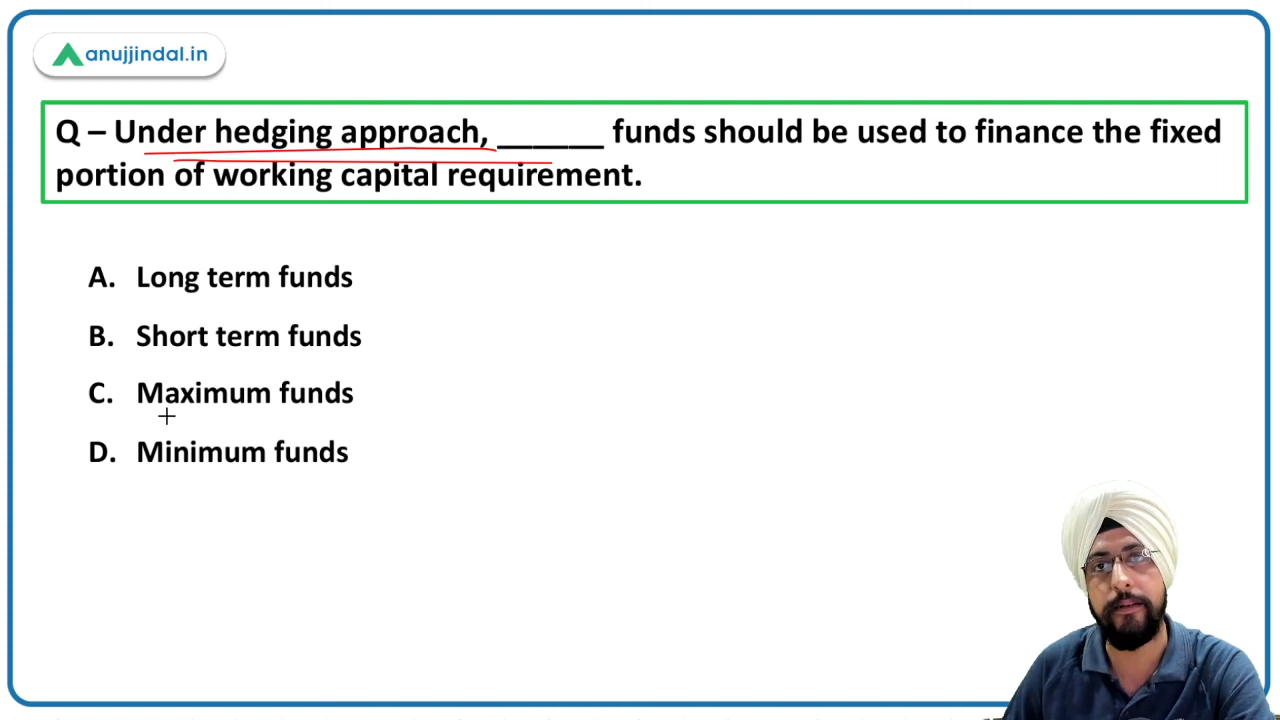 anujjindal.in
Q – Under hedging approach, ______ funds should be used to finance the fixed
portion of working capital requirement.
A. Long term funds
B. Short term funds
C. Maximum funds
D. Minimum funds